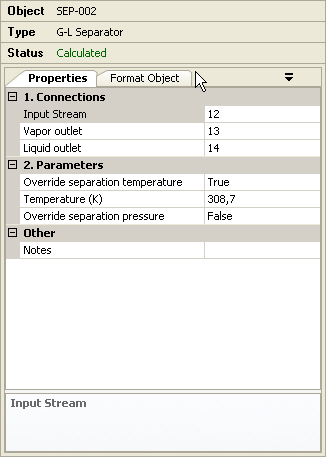 Object SEP-002
Type G-L Separator
Status Calculated
Properties Format Object
1. Connections
Input Stream 12
Vapor outlet 13
Liquid outlet 14
2. Parameters
Override separation temperature True
Temperature (K) 308,7
Override separation pressure False
Other
Notes
Input Stream